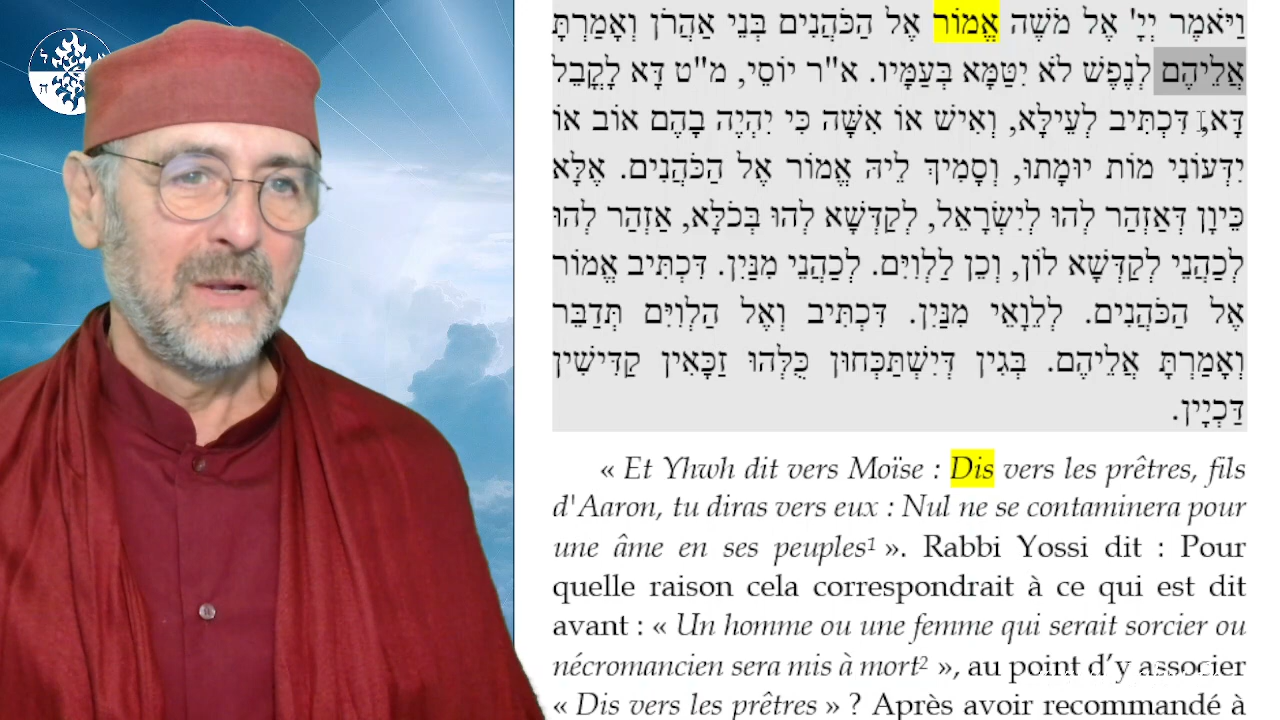 וַיֹּאמֶר יְיָ' אֶל מֹשֶׁה אֱמוֹר אֶל הַכֹּהֲנִים בְּנֵי אַהֲרֹן וְאָמַרְתָּ
אֲלֵיהֶם לְנֶפֶשׁ לֹא יִטַּמָּא בְּעַמָּיו. א"ר יוֹסֵי, מ"ט דָּא לָקֳבֵל
דָּא, דִּכְתִּיב לְעֵילָּא, וְאִישׁ אוֹ אִשָּׁה כִּי יִהְיֶה בָהֶם אוֹב אוֹ
יִדְּעוֹנִי מוֹת יוּמָתוּ, וְסָמִיךְ לֵיהּ אֱמוֹר אֶל הַכֹּהֲנִים. אֶלָּא
כֵּיוָן דְּאַזְהַר לְהוּ לְיִשְׂרָאֵל, לְקַדְּשָׁא לְהוּ בְּכֹלָּא, אַזְהַר לְהוּ
לְכַהֲנֵי לְקַדְּשָׁא לוֹן, וְכֵן לַלְוִיִּם. לְכַהֲנֵי מִנַּיִן. דִּכְתִּיב אֱמוֹר
אֶל הַכֹּהֲנִים. לְלֵוָאֵי מִנַּיִן. דִּכְתִּיב וְאֶל הַלְוִיִּם תְּדַבֵּר
וְאָמַרְתָּ אֲלֵיהֶם. בְּגִין דְּיִשְׁתַּכְּחוּן כֻּלְּהוּ זַכָּאִין קַדִּישִׁין
דַּכְיָין.
« Et Yhwh dit vers Moïse : Dis vers les prêtres, fils
d'Aaron, tu diras vers eux : Nul ne se contaminera pour
une âme en ses peuples¹ ». Rabbi Yossi dit : Pour
quelle raison cela correspondrait à ce qui est dit
avant : « Un homme ou une femme qui serait sorcier ou
nécromancien sera mis à mort² », au point d’y associer
« Dis vers les prêtres » ? Après avoir recommandé à